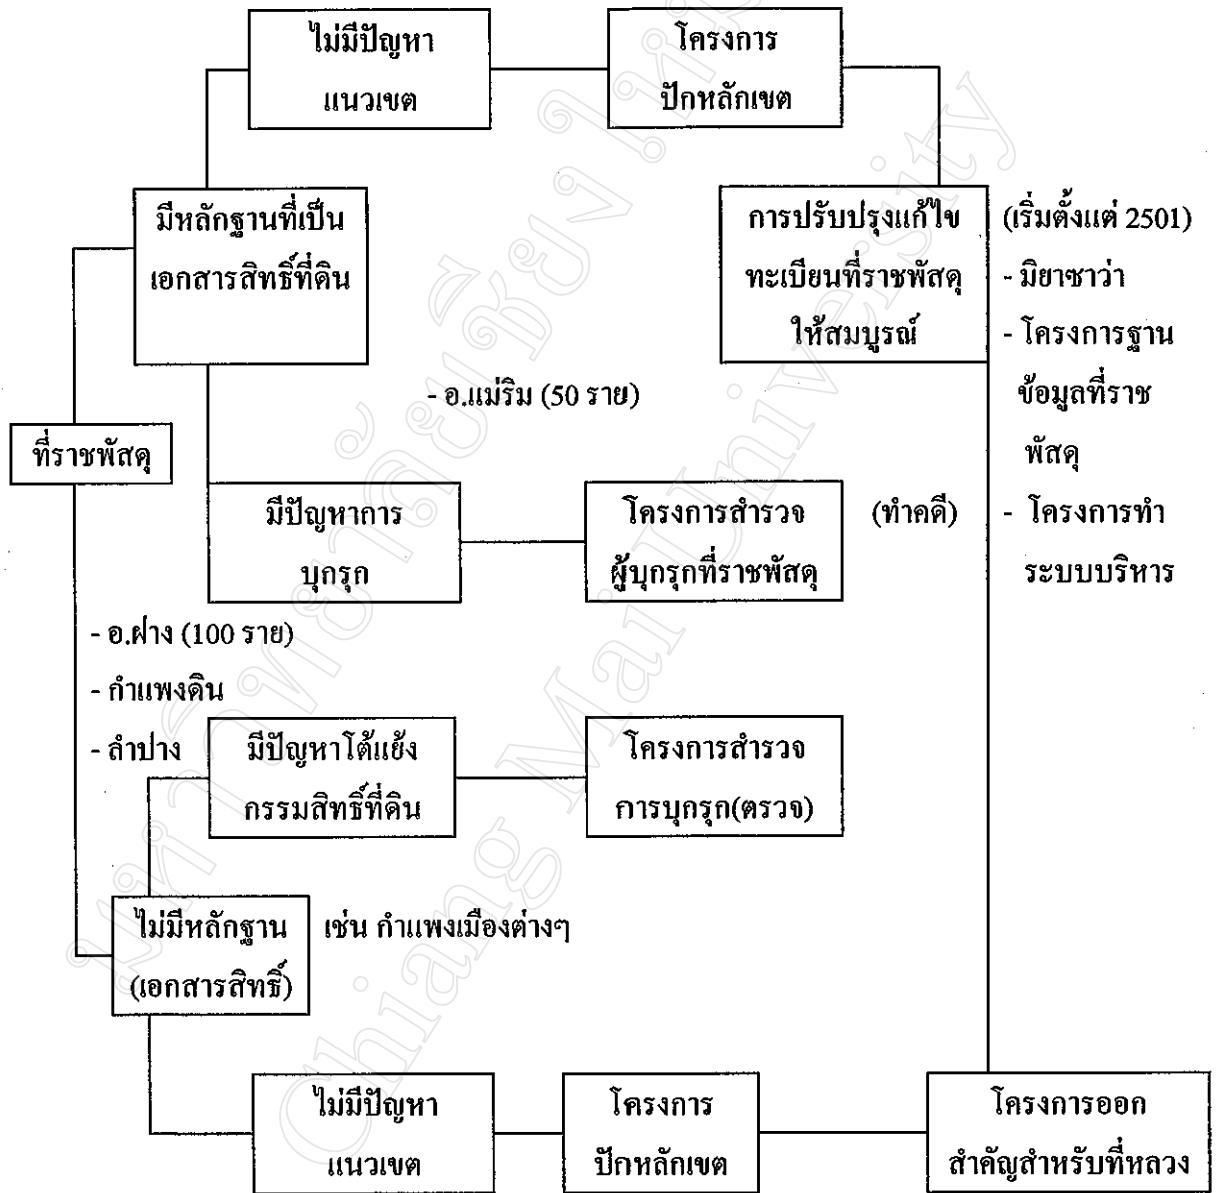 ไม่มีปัญหา
แนวเขต
โครงการ
ปักหลักเขต
มีหลักฐานที่เป็น
เอกสารสิทธิ์ที่ดิน
การปรับปรุงแก้ไข
ทะเบียนที่ราชพัสดุ
ให้สมบูรณ์
(เริ่มตั้งแต่ 2501)
- มิยาซาว่า
- โครงการฐาน
ข้อมูลที่ราช
พัสดุ
- โครงการทำ
ระบบบริหาร
- อ.แม่ริม (50 ราย)
ที่ราชพัสดุ
มีปัญหาการ
บุกรุก
โครงการสำรวจ
ผู้บุกรุกที่ราชพัสดุ
(ทำคดี)
- อ.ฝาง (100 ราย)
- กำแพงดิน
- ลำปาง
มีปัญหาโต้แย้ง
กรรมสิทธิ์ที่ดิน
โครงการสำรวจ
การบุกรุก(ตรวจ)
ไม่มีหลักฐาน
(เอกสารสิทธิ์)
เช่น กำแพงเมืองต่างๆ
ไม่มีปัญหา
แนวเขต
โครงการ
ปักหลักเขต
โครงการออก
สำคัญสำหรับที่หลวง
Chiang Mai University